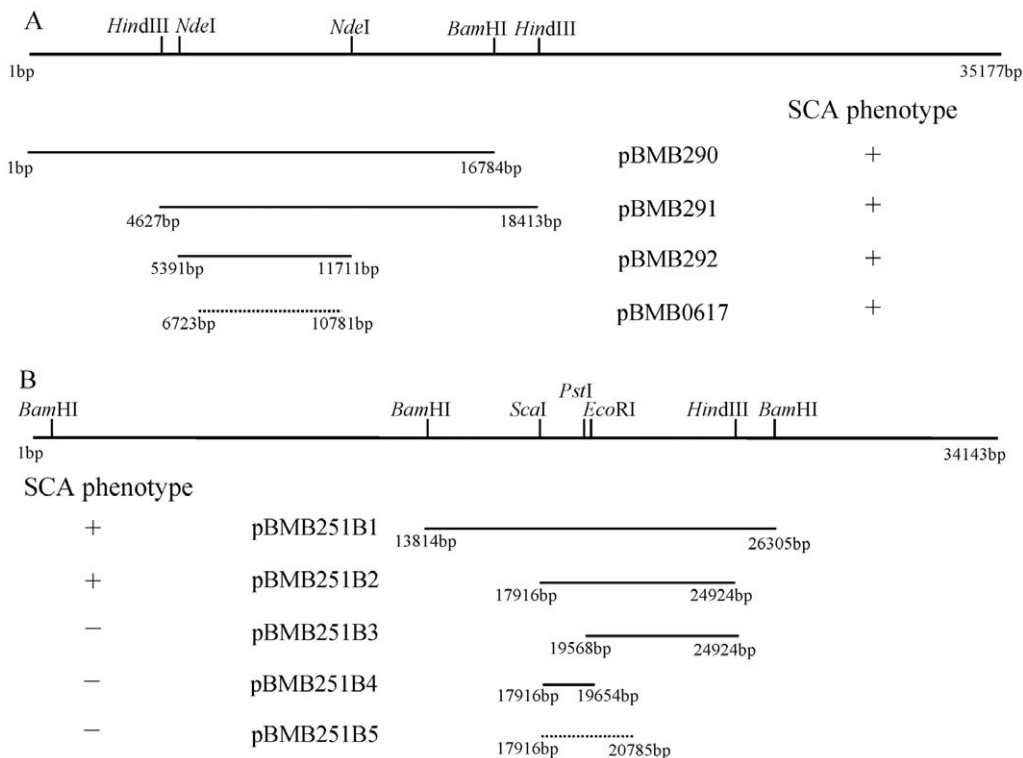 A
HindIII NdeI NdeI BamHI HindIII
1bp 35177bp
SCA phenotype
1bp 16784bp pBMB290 +
4627bp 18413bp pBMB291 +
5391bp 11711bp pBMB292 +
6723bp 10781bp pBMB0617 +
B
PstI
BamHI BamHI ScaI EcoRI HindIII BamHI
1bp 34143bp
SCA phenotype
+ pBMB251B1 13814bp 26305bp
+ pBMB251B2 17916bp 24924bp
− pBMB251B3 19568bp 24924bp
− pBMB251B4 17916bp 19654bp
− pBMB251B5 17916bp 20785bp